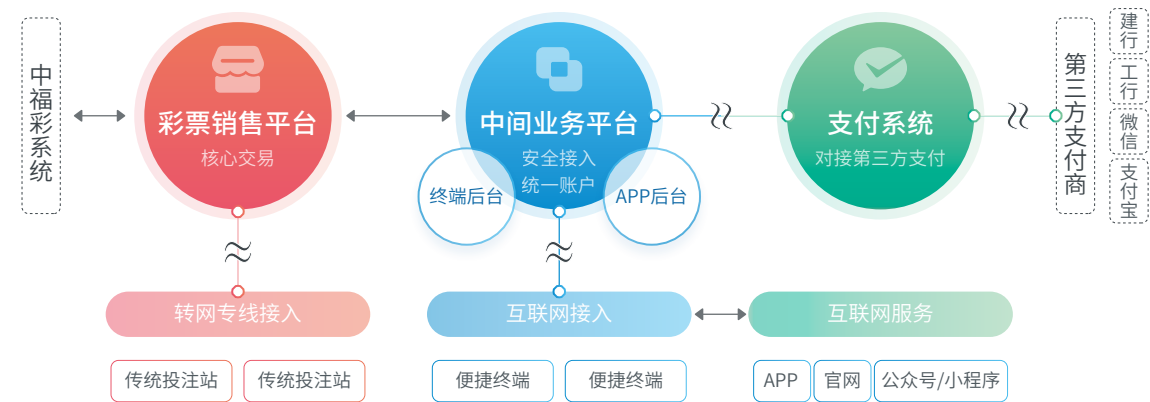 中福彩系统
彩票销售平台
核心交易
中间业务平台
安全接入
统一账户
终端后台
APP后台
支付系统
对接第三方支付
第三方支付商
建行
工行
微信
支付宝
转网专线接入
互联网接入
互联网服务
传统投注站
传统投注站
便捷终端
便捷终端
APP
官网
公众号/小程序